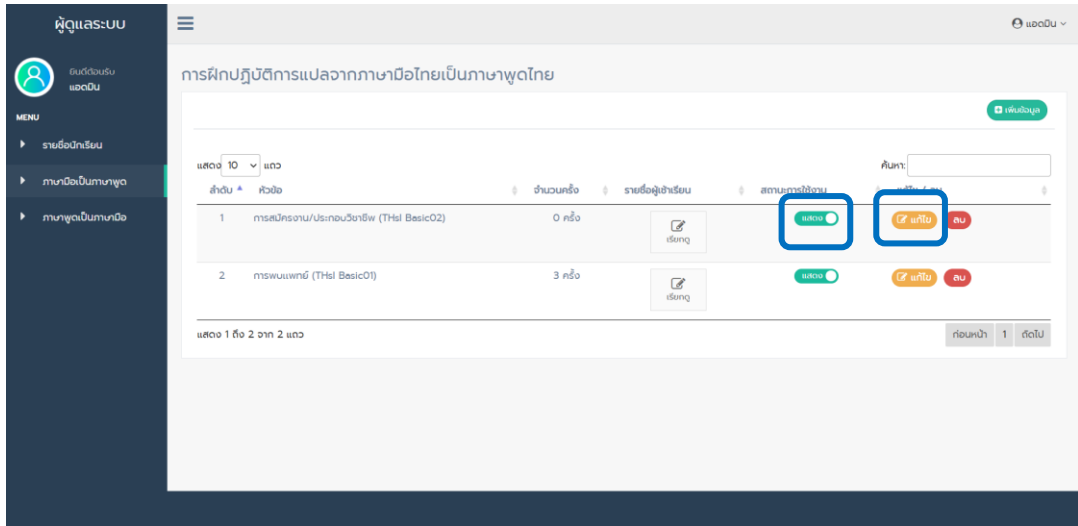 ผู้ดูแลระบบ
แอดมิน
ยินดีต้อนรับ
แอดมิน
MENU
รายชื่อนักเรียน
ภาษามือเป็นภาษาพูด
ภาษาพูดเป็นภาษามือ
การฝึกปฏิบัติการแปลจากภาษามือไทยเป็นภาษาพูดไทย
เพิ่มข้อมูล
แสดง 10 แถว ค้นหา:
ลำดับ หัวข้อ จำนวนครั้ง รายชื่อผู้เข้าเรียน สถานะการใช้งาน แก้ไข / ลบ
1 การสมัครงาน/ประกอบวิชาชีพ (THsl Basic02) 0 ครั้ง เรียกดู แสดง แก้ไข ลบ
2 การพบแพทย์ (THsl Basic01) 3 ครั้ง เรียกดู แสดง แก้ไข ลบ
แสดง 1 ถึง 2 จาก 2 แถว ก่อนหน้า 1 ถัดไป